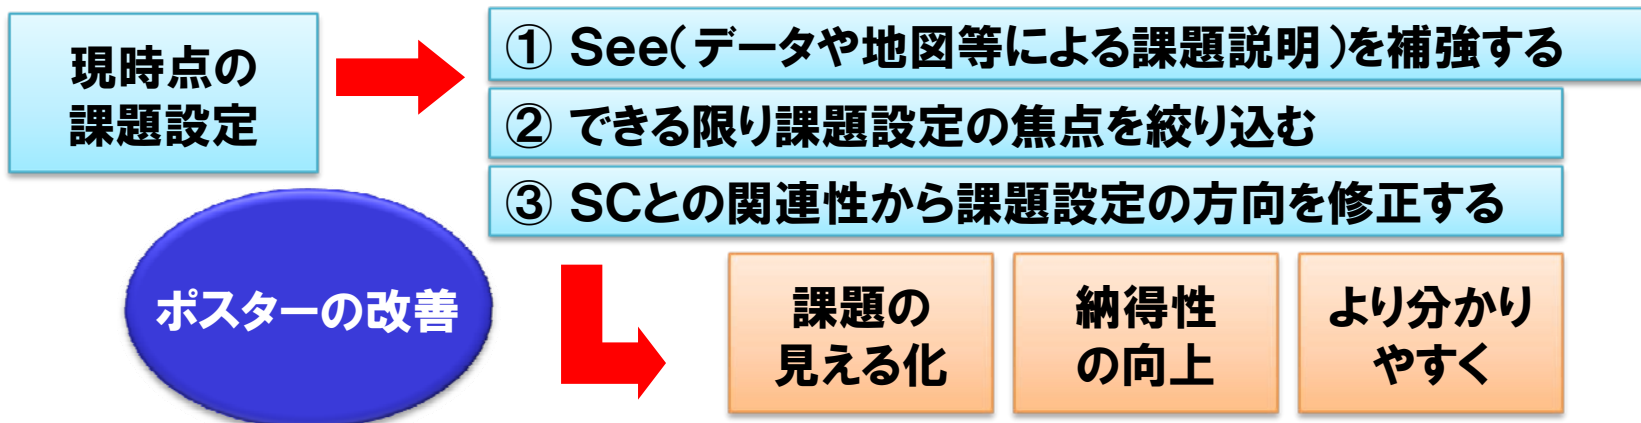 現時点の
課題設定
① See(データや地図等による課題説明)を補強する
② できる限り課題設定の焦点を絞り込む
③ SCとの関連性から課題設定の方向を修正する
ポスターの改善
課題の
見える化
納得性
の向上
より分かり
やすく